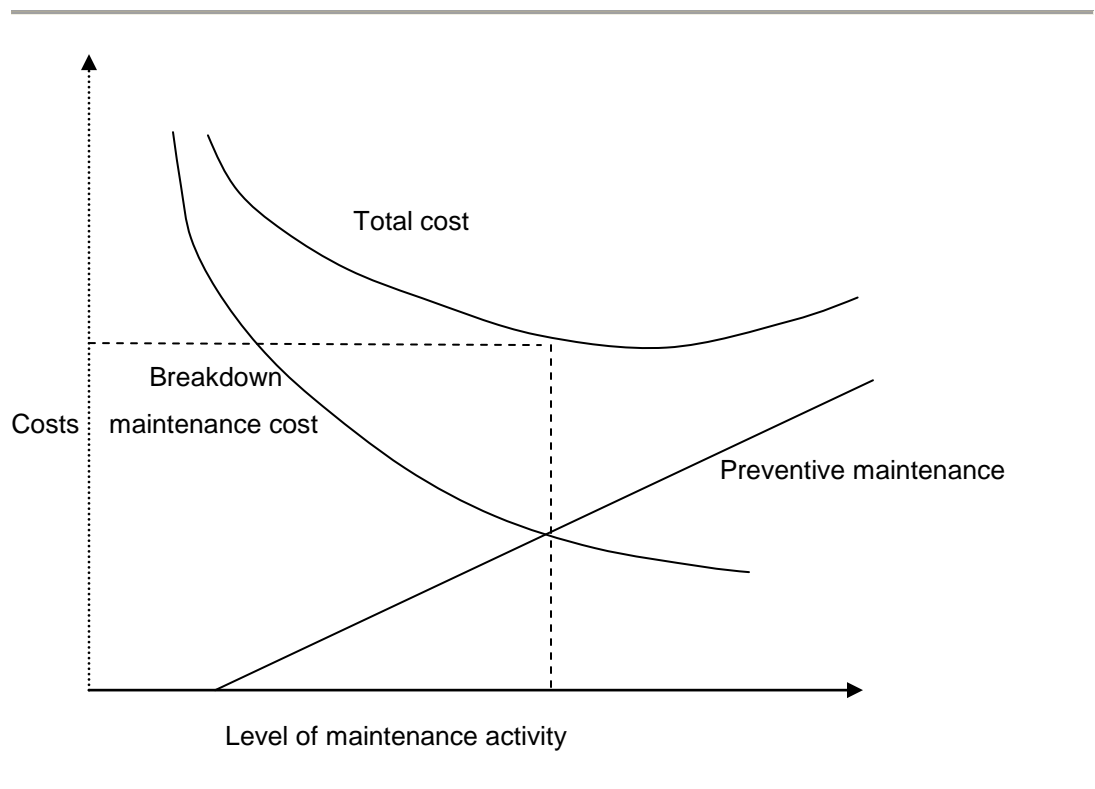 Total cost
Breakdown
Costs maintenance cost
Preventive maintenance
Level of maintenance activity